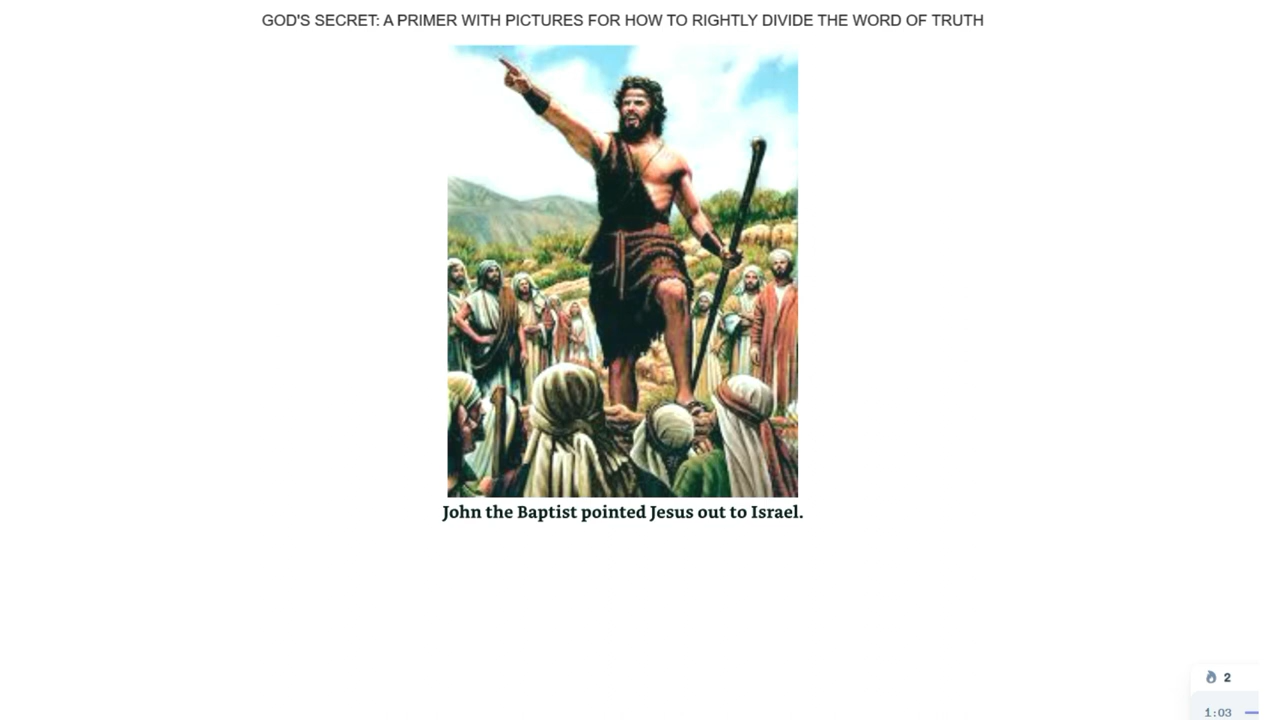 GOD'S SECRET: A PRIMER WITH PICTURES FOR HOW TO RIGHTLY DIVIDE THE WORD OF TRUTH
John the Baptist pointed Jesus out to Israel.
2
1:03